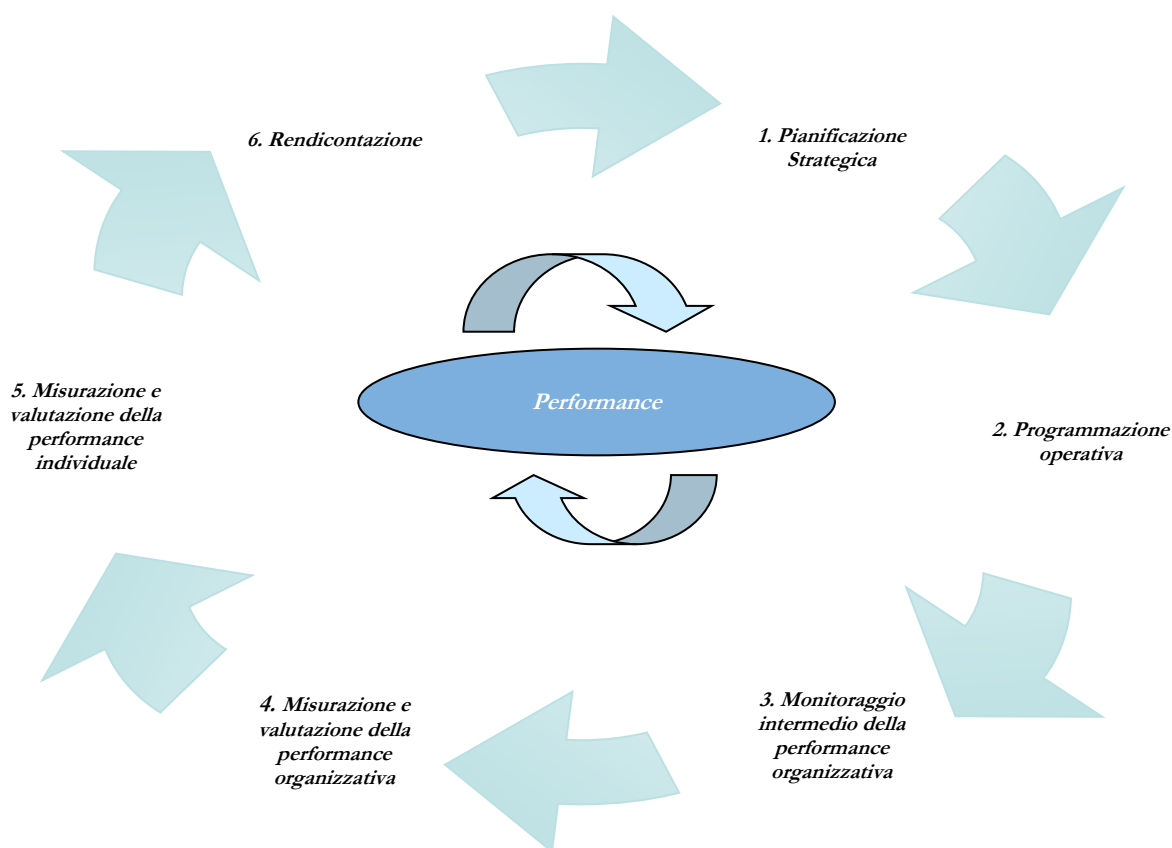 1. Pianificazione
Strategica
2. Programmazione
operativa
3. Monitoraggio
intermedio della
performance
organizzativa
4. Misurazione e
valutazione della
performance
organizzativa
5. Misurazione e
valutazione della
performance
individuale
6. Rendicontazione
Performance